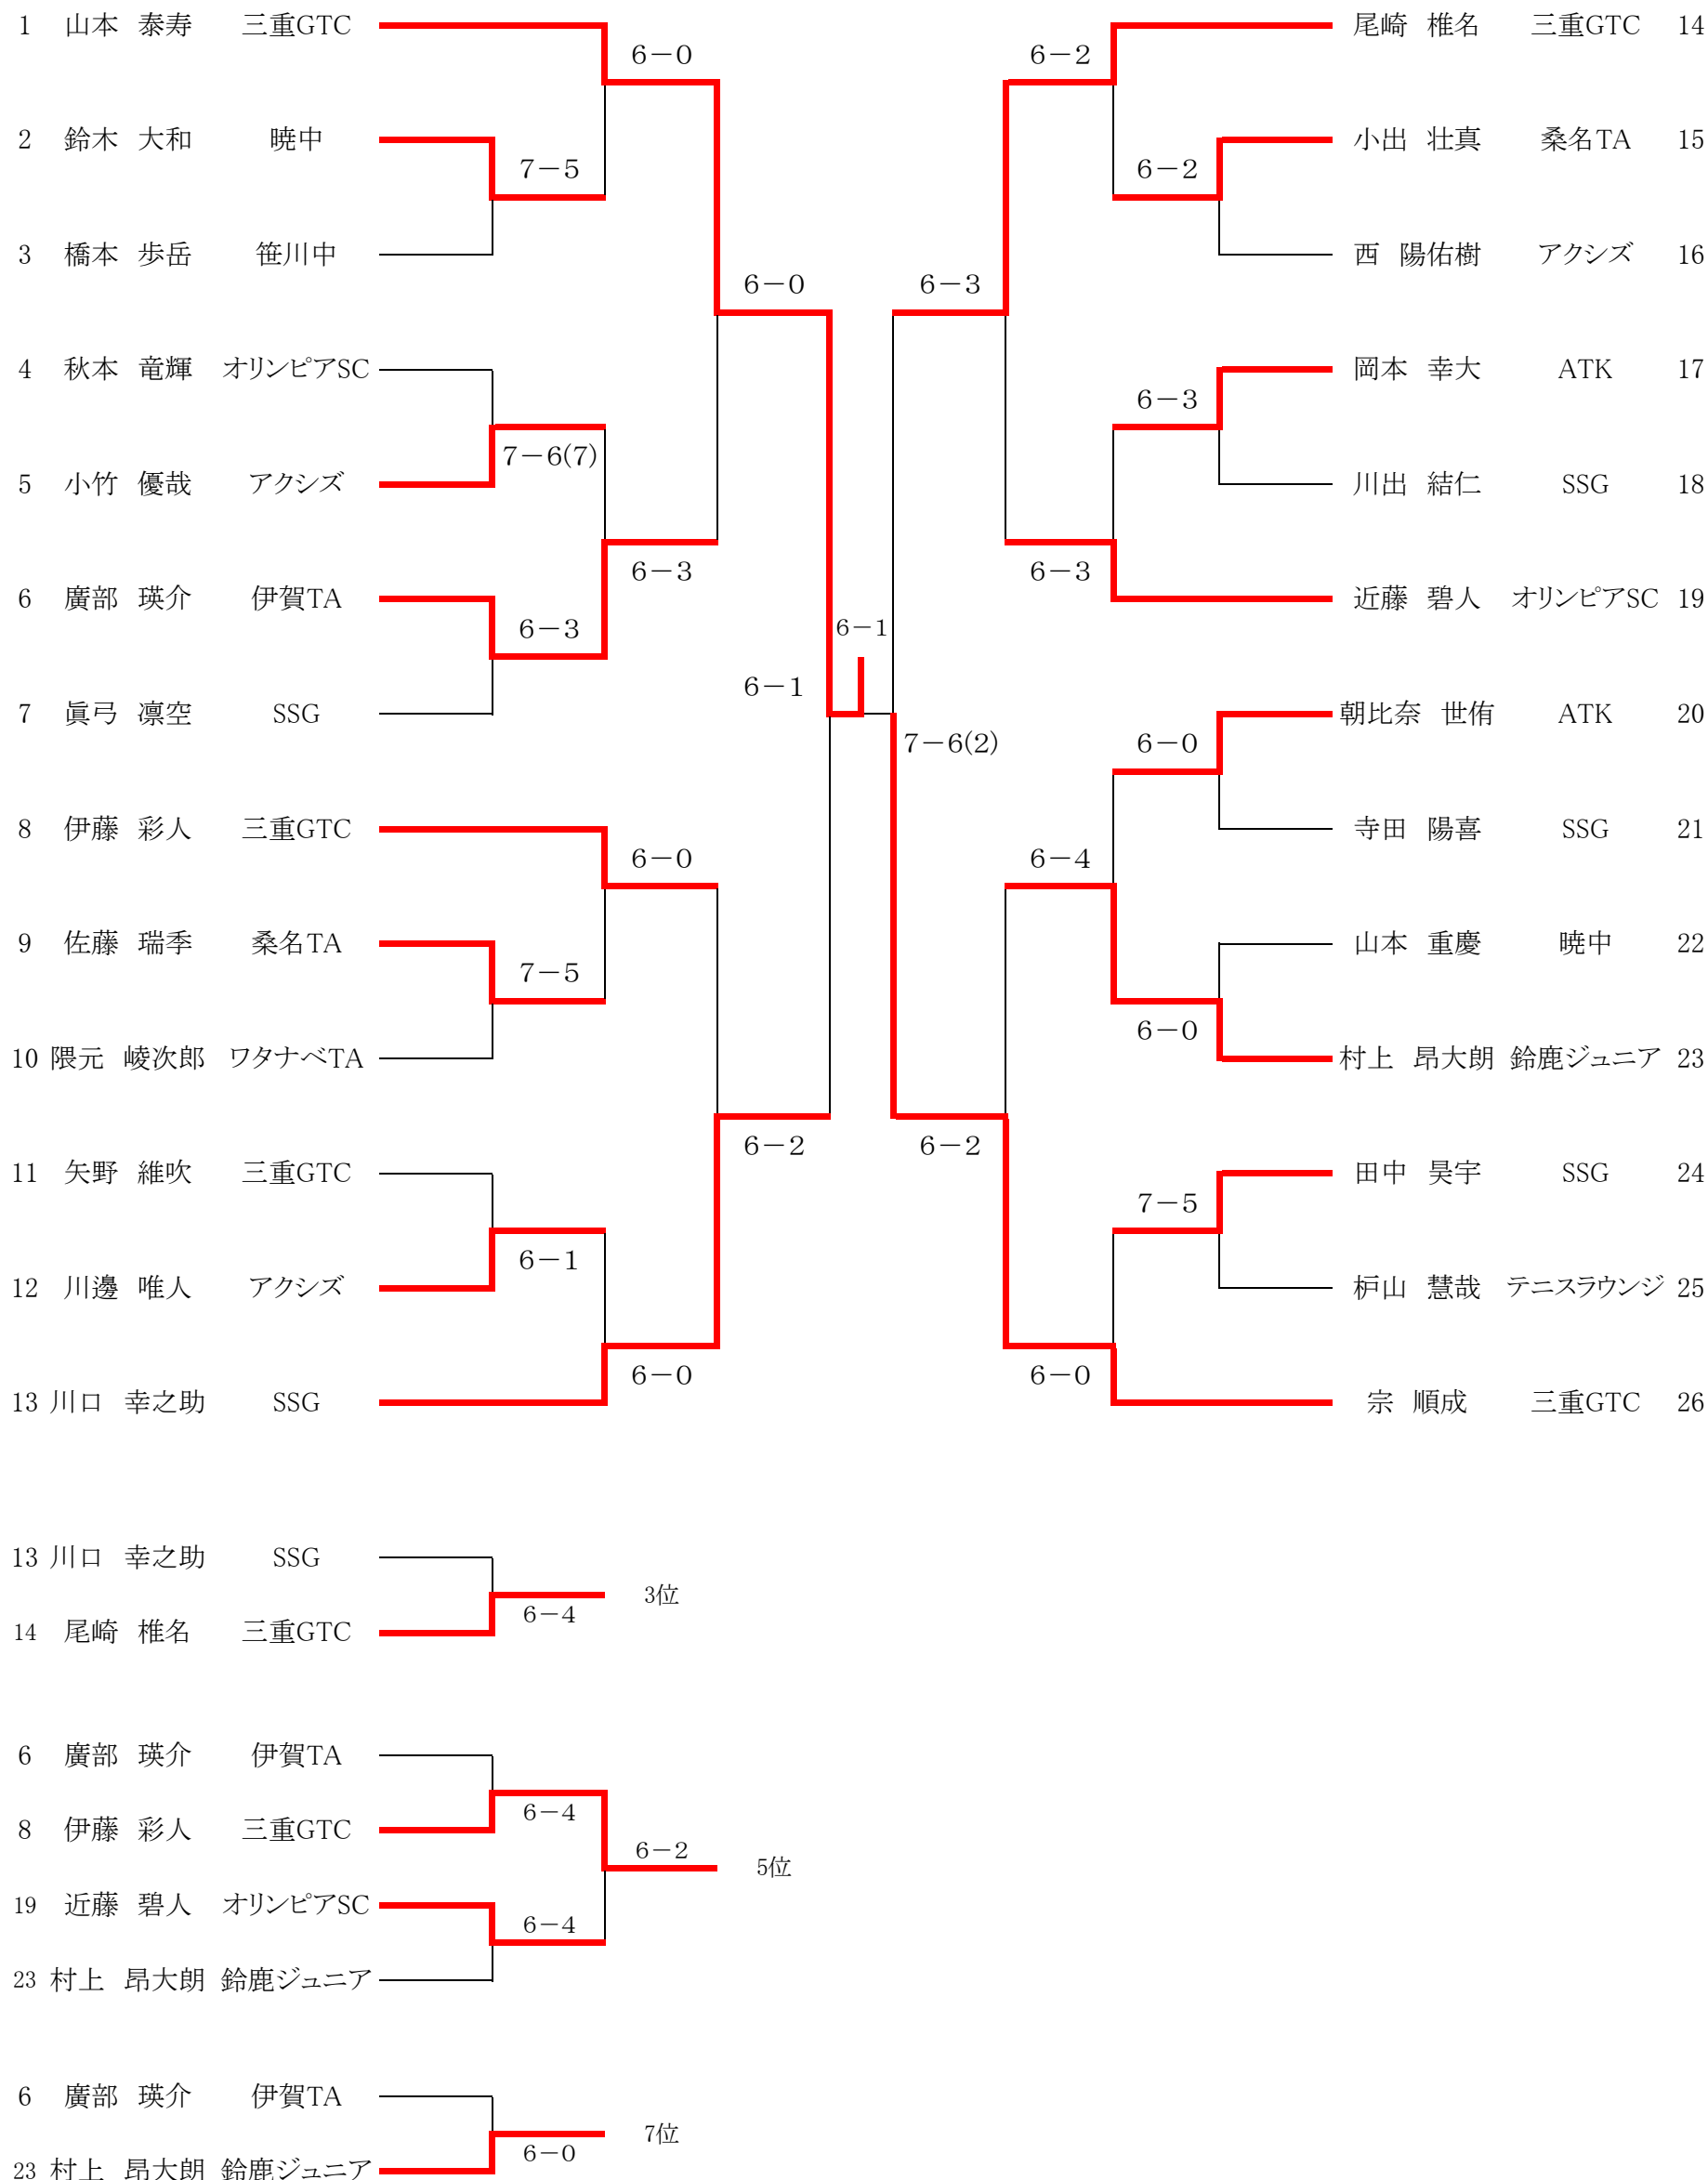 1 山本 泰寿 三重GTC
6－0
6－2
尾崎 椎名 三重GTC 14
2 鈴木 大和 暁中
7－5
6－2
小出 壮真 桑名TA 15
3 橋本 歩岳 笹川中
6－0
6－3
西 陽佑樹 アクシズ 16
4 秋本 竜輝 オリンピアSC
7－6(7)
6－3
岡本 幸大 ATK 17
5 小竹 優哉 アクシズ
川出 結仁 SSG 18
6－3
6－3
6 廣部 瑛介 伊賀TA
6－3
6－1
近藤 碧人 オリンピアSC 19
7 眞弓 凛空 SSG
6－1
7－6(2)
6－0
朝比奈 世侑 ATK 20
8 伊藤 彩人 三重GTC
6－0
6－4
寺田 陽喜 SSG 21
9 佐藤 瑞季 桑名TA
7－5
6－0
山本 重慶 暁中 22
10 隈元 崚次郎 ワタナベTA
村上 昂大朗 鈴鹿ジュニア 23
6－2
6－2
11 矢野 維吹 三重GTC
6－1
7－5
田中 昊宇 SSG 24
12 川邊 唯人 アクシズ
枦山 慧哉 テニスラウンジ 25
6－0
6－0
13 川口 幸之助 SSG
宗 順成 三重GTC 26
13 川口 幸之助 SSG
6－4
3位
14 尾崎 椎名 三重GTC
6 廣部 瑛介 伊賀TA
6－4
8 伊藤 彩人 三重GTC
6－2
5位
19 近藤 碧人 オリンピアSC
6－4
23 村上 昂大朗 鈴鹿ジュニア
6 廣部 瑛介 伊賀TA
6－0
7位
23 村上 昂大朗 鈴鹿ジュニア